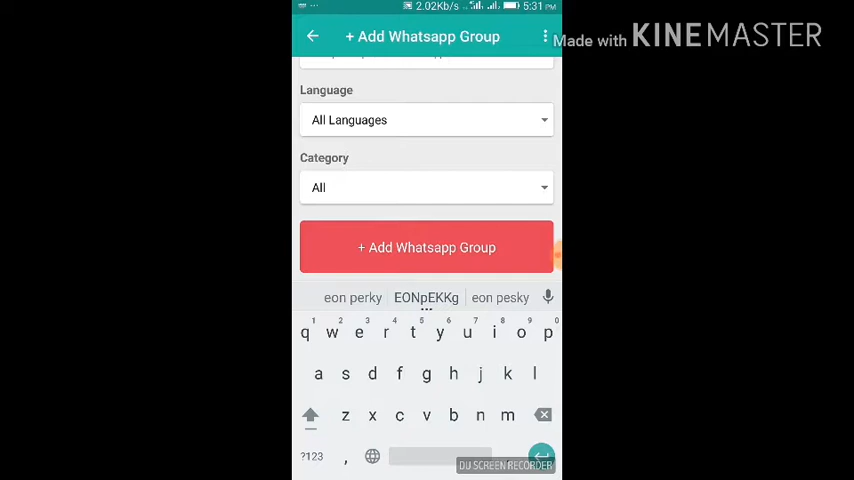 2.02Kb/s 5:31 PM
+ Add Whatsapp Group
Made with KINEMASTER
Language
All Languages
Category
All
+ Add Whatsapp Group
eon perky EONpEKKg eon pesky
1 2 3 4 5 6 7 8 9 0
q w e r t y u i o p
a s d f g h j k l
z x c v b n m
?123 , .
DU SCREEN RECORDER